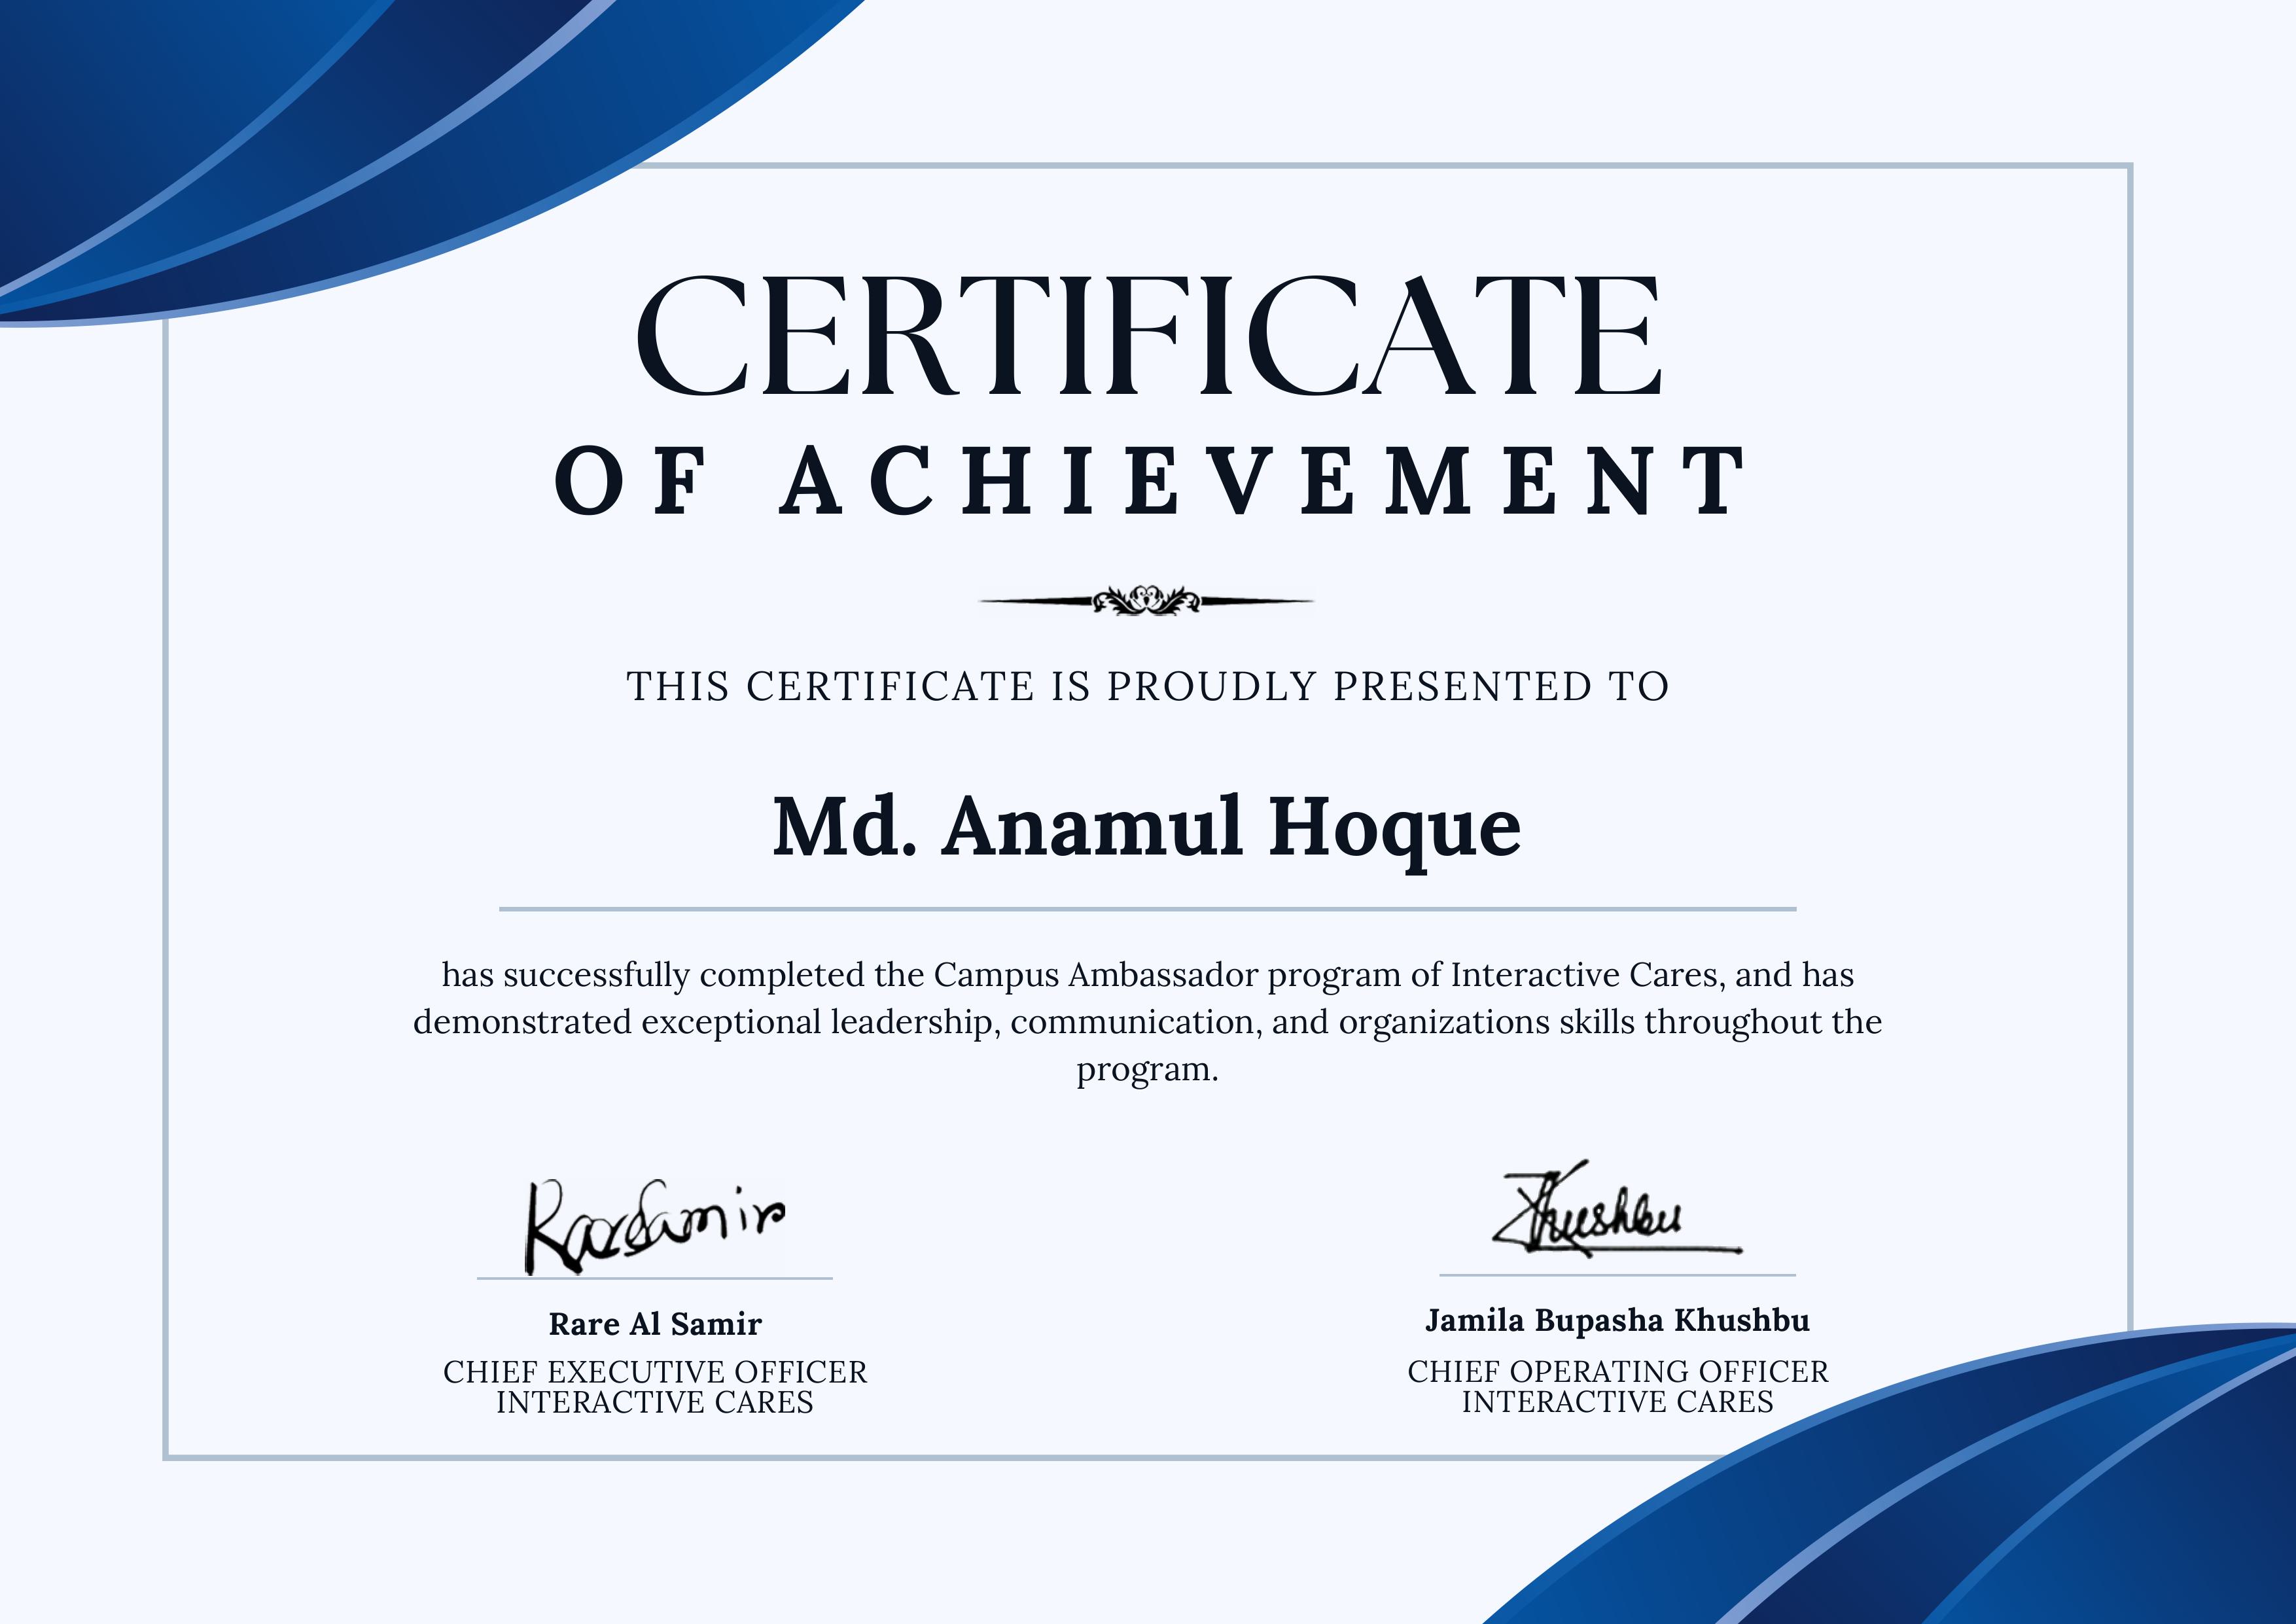 CERTIFICATE
OF ACHIEVEMENT
THIS CERTIFICATE IS PROUDLY PRESENTED TO
Md. Anamul Hoque
has successfully completed the Campus Ambassador program of Interactive Cares, and has
demonstrated exceptional leadership, communication, and organizations skills throughout the
program.
RareSamir
Khushbu
Rare Al Samir
CHIEF EXECUTIVE OFFICER
INTERACTIVE CARES
Jamila Bupasha Khushbu
CHIEF OPERATING OFFICER
INTERACTIVE CARES